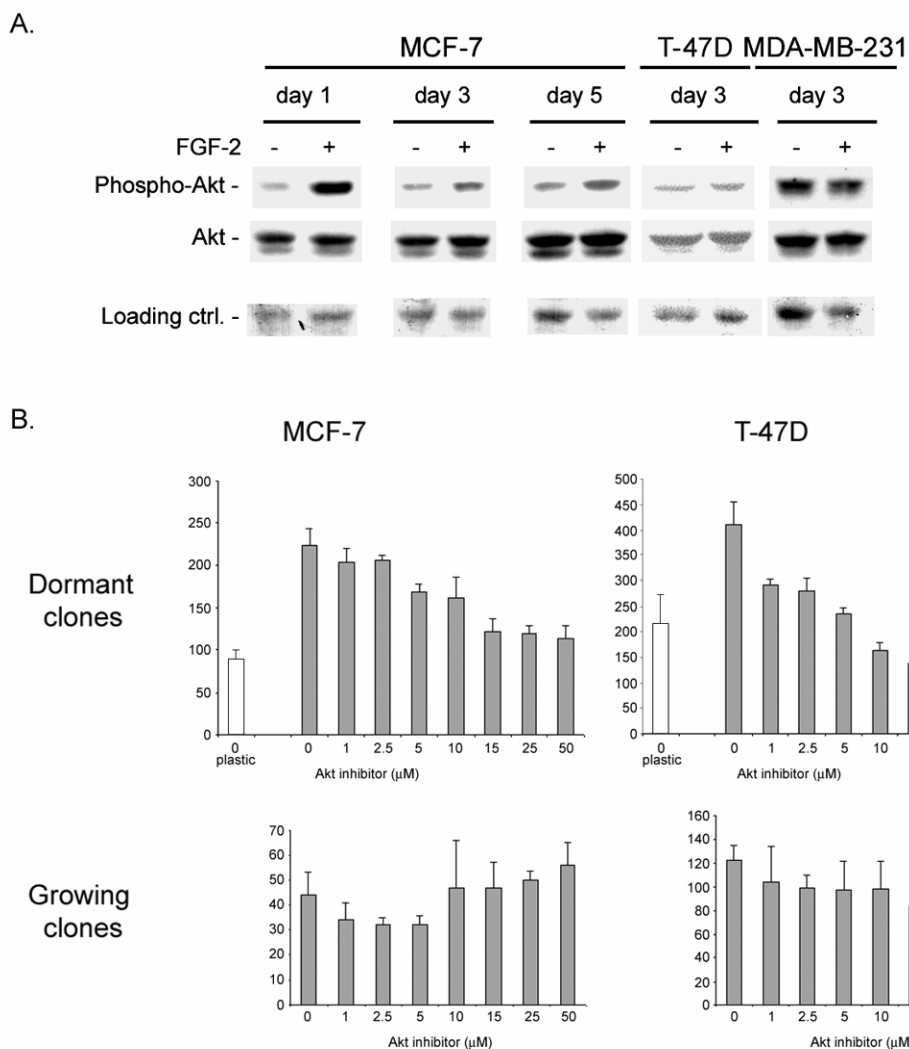 A.
MCF-7 T-47D MDA-MB-231
day 1 day 3 day 5 day 3 day 3
FGF-2 - + - + - + - + - +
Phospho-Akt -
Akt -
Loading ctrl. -
B.
MCF-7 T-47D
Dormant
clones
300
250
200
150
100
50
0
0 0 1 2.5 5 10 15 25 50
plastic
Akt inhibitor (µM)
500
450
400
350
300
250
200
150
100
50
0
0 0 1 2.5 5 10
plastic
Akt inhibitor (µM)
Growing
clones
70
60
50
40
30
20
10
0
0 1 2.5 5 10 15 25 50
Akt inhibitor (µM)
160
140
120
100
80
60
40
20
0
0 1 2.5 5 10
Akt inhibitor (µM